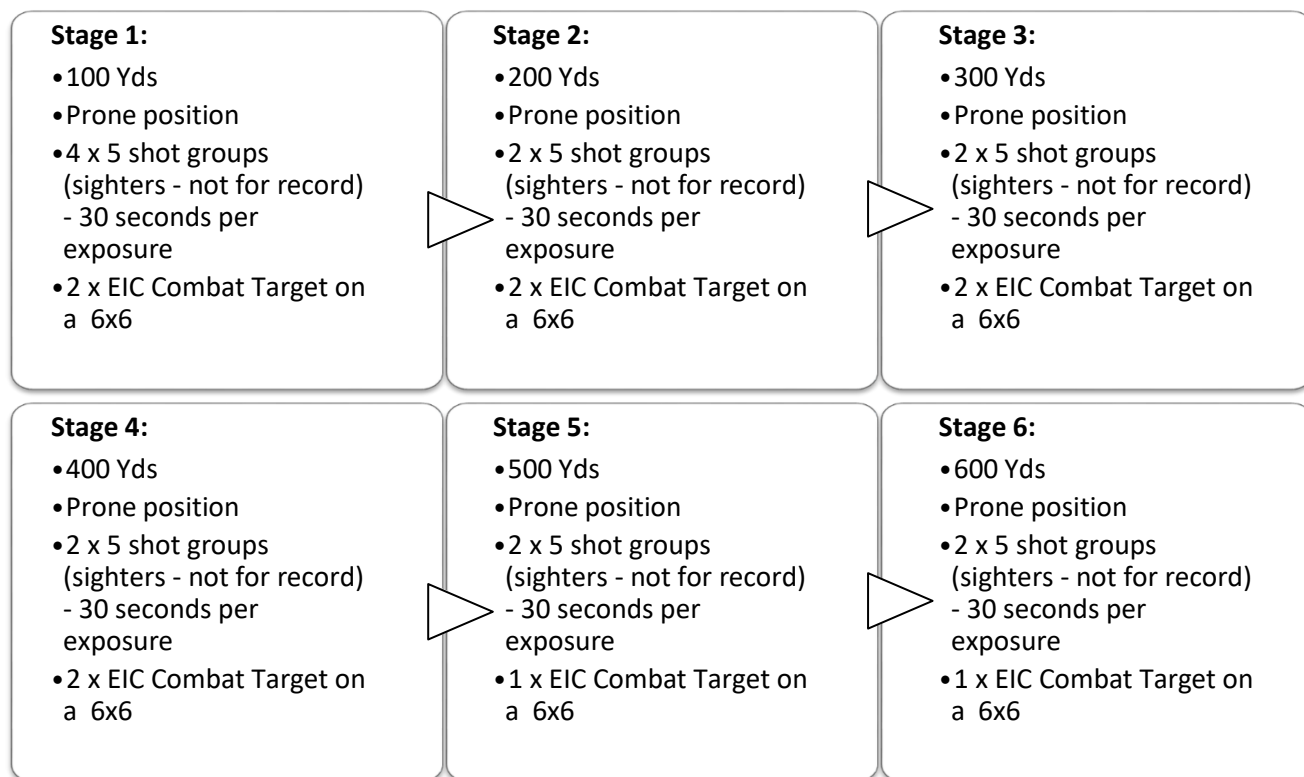 Stage 1:
•100 Yds
•Prone position
•4 x 5 shot groups
(sighters - not for record)
- 30 seconds per
exposure
•2 x EIC Combat Target on
a 6x6
Stage 2:
•200 Yds
•Prone position
•2 x 5 shot groups
(sighters - not for record)
- 30 seconds per
exposure
•2 x EIC Combat Target on
a 6x6
Stage 3:
•300 Yds
•Prone position
•2 x 5 shot groups
(sighters - not for record)
- 30 seconds per
exposure
•2 x EIC Combat Target on
a 6x6
Stage 4:
•400 Yds
•Prone position
•2 x 5 shot groups
(sighters - not for record)
- 30 seconds per
exposure
•2 x EIC Combat Target on
a 6x6
Stage 5:
•500 Yds
•Prone position
•2 x 5 shot groups
(sighters - not for record)
- 30 seconds per
exposure
•1 x EIC Combat Target on
a 6x6
Stage 6:
•600 Yds
•Prone position
•2 x 5 shot groups
(sighters - not for record)
- 30 seconds per
exposure
•1 x EIC Combat Target on
a 6x6